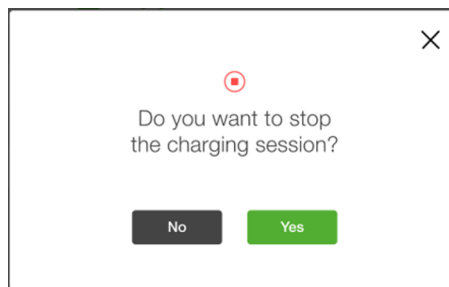 Do you want to stop
the charging session?
No
Yes